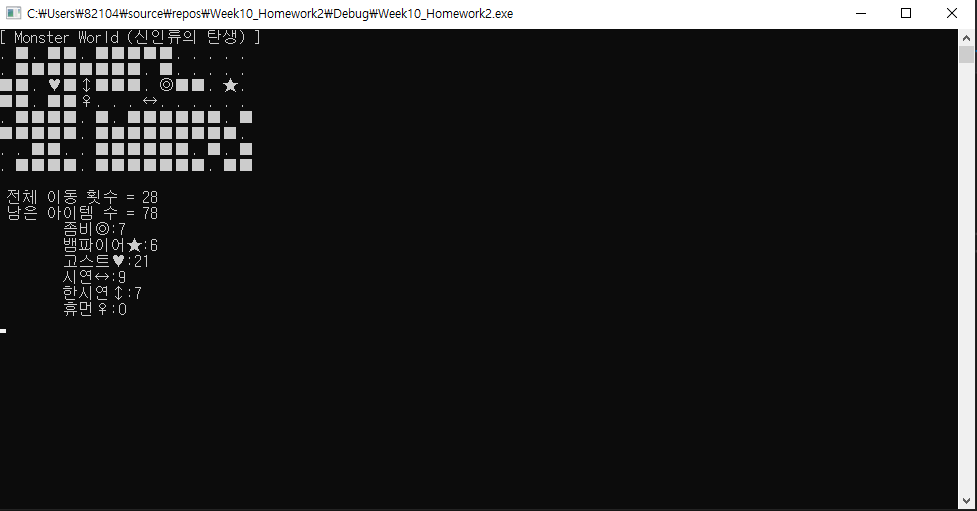 C:\Users\82104\source\repos\Week10_Homework2\Debug\Week10_Homework2.exe
[ Monster World (신인류의 탄생) ]
. ■. ■■. ■■■■■. . . . .
. ■■■■■■■■. ■. . . . .
■■. ♥■↕■■■. ◎■■. ★.
■■. ■■♀. . . ↔. . . . . .
. ■■■■. ■. ■■■■■■. ■
■■■■■. ■■■■■■■■■.
. . ■■. . ■■■■■■. ■. ■
. ■■■■. ■■■■■■■. ■■
전체 이동 횟수 = 28
남은 아이템 수 = 78
좀비◎:7
뱀파이어★:6
고스트♥:21
시연↔:9
한시연↕:7
휴먼♀:0